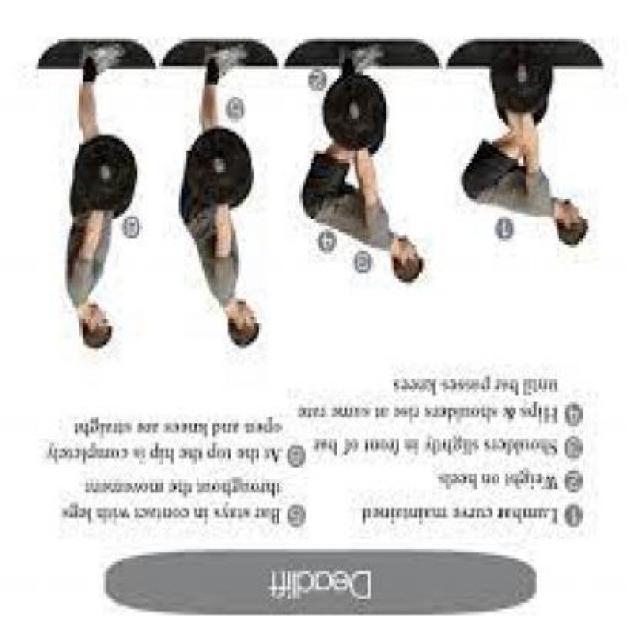 Deadlift
1 Lumbar curve maintained
2 Weight on heels
3 Shoulders slightly in front of bar
4 Hips & shoulders rise at same rate
until bar passes knees
5 Bar stays in contact with legs
throughout the movement
6 At the top the hip is completely
open and knees are straight
1
3
4
2
5
6